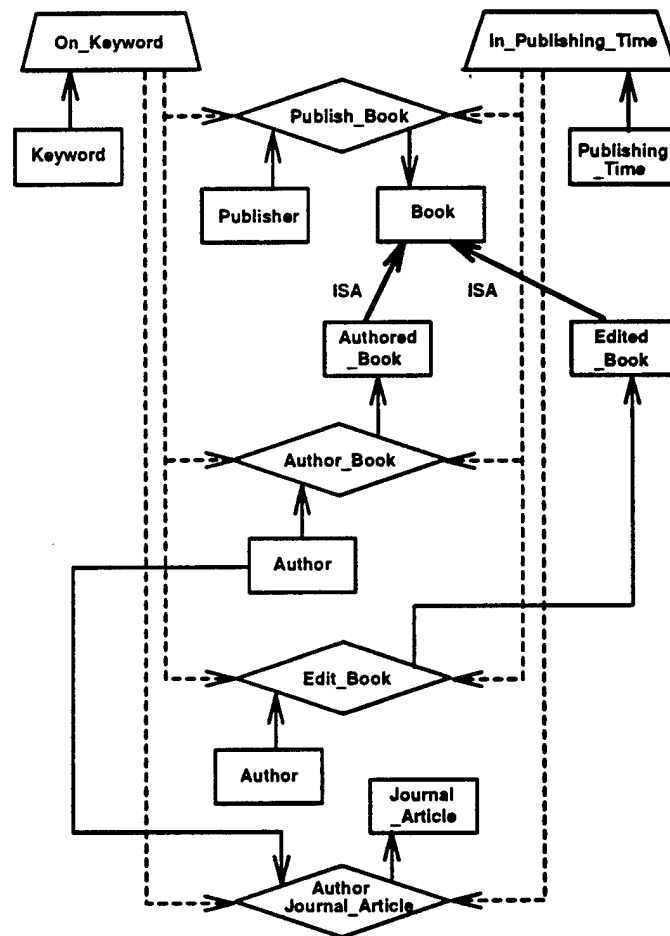 On_Keyword
In_Publishing_Time
Publish_Book
Keyword
Publishing
_Time
Publisher
Book
ISA
ISA
Authored
_Book
Edited
_Book
Author_Book
Author
Edit_Book
Author
Journal
_Article
Author
Journal_Article